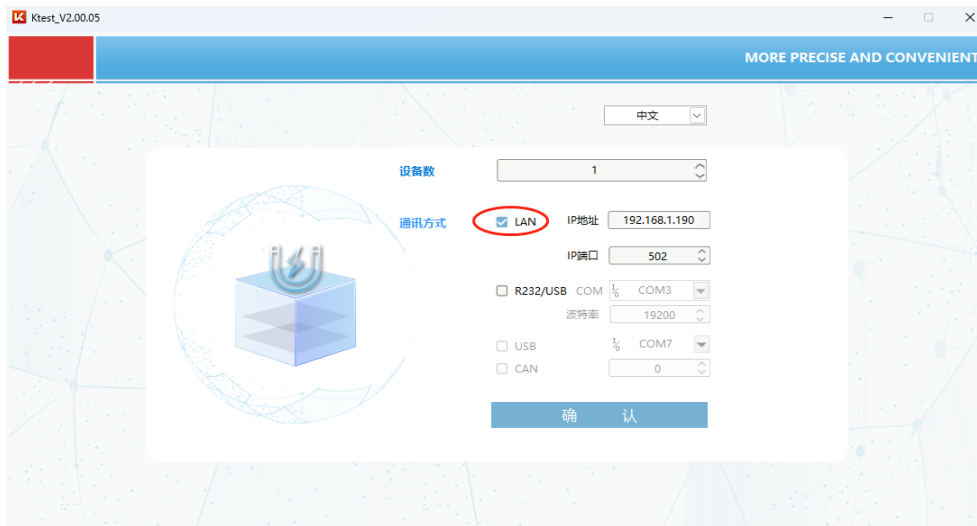 Ktest_V2.00.05
MORE PRECISE AND CONVENIENT
中文
设备数 1
通讯方式 LAN IP地址 192.168.1.190
IP端口 502
R232/USB COM I/O COM3
波特率 19200
USB I/O COM7
CAN 0
确 认